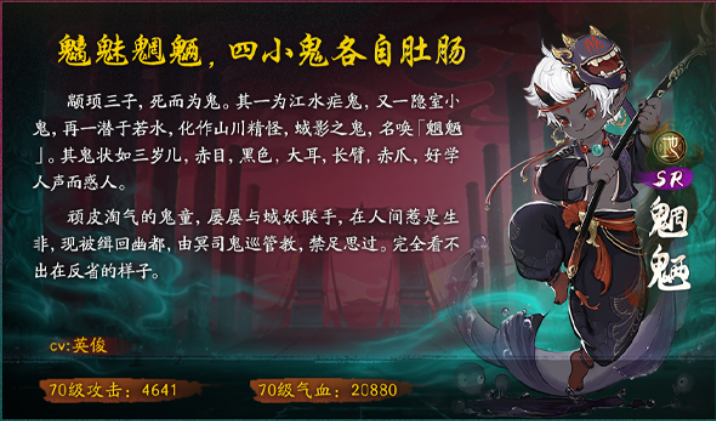 魑魅魍魉，四小鬼各自肚肠
颛顼三子，死而为鬼。其一为江水疟鬼，又一隐室小
鬼，再一潜于若水，化作山川精怪，蜮影之鬼，名唤「魍魉
」。其鬼状如三岁儿，赤目，黑色，大耳，长臂，赤爪，好学
人声而惑人。
顽皮淘气的鬼童，屡屡与蜮妖联手，在人间惹是生
非，现被缉回幽都，由冥司鬼巡管教，禁足思过。完全看不
出在反省的样子。
cv:英俊
70级攻击：4641
70级气血：20880
SR
魍魉